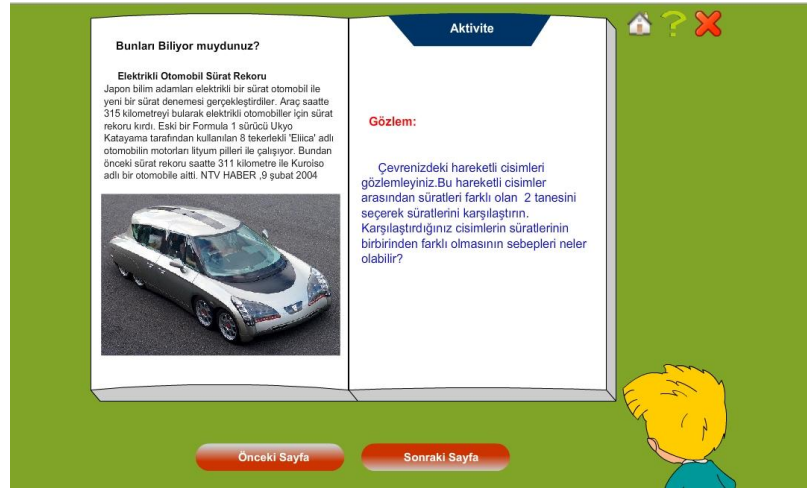 Bunları Biliyor muydunuz?
Elektrikli Otomobil Sürat Rekoru
Japon bilim adamları elektrikli bir sürat otomobil ile
yeni bir sürat denemesi gerçekleştirdiler. Araç saatte
315 kilometreyi bularak elektrikli otomobiller için sürat
rekoru kırdı. Eski bir Formula 1 sürücü Ukyo
Katayama tarafından kullanılan 8 tekerlekli 'Eliica' adlı
otomobilin motorları lityum pilleri ile çalışıyor. Bundan
önceki sürat rekoru saatte 311 kilometre ile Kuroiso
adlı bir otomobile aitti. NTV HABER ,9 şubat 2004
Aktivite
Gözlem:
Çevrenizdeki hareketli cisimleri
gözlemleyiniz.Bu hareketli cisimler
arasından süratleri farklı olan 2 tanesini
seçerek süratlerini karşılaştırın.
Karşılaştırdığınız cisimlerin süratlerinin
birbirinden farklı olmasının sebepleri neler
olabilir?
Önceki Sayfa
Sonraki Sayfa